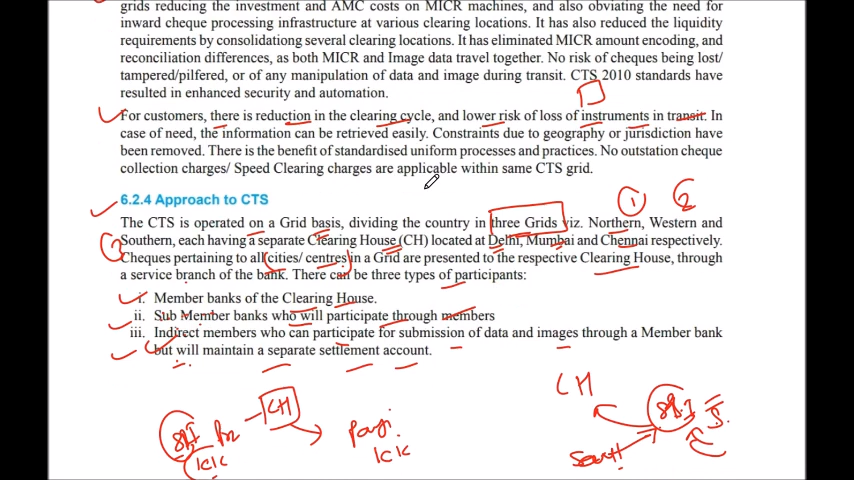 grids reducing the investment and AMC costs on MICR machines, and also obviating the need for
inward cheque processing infrastructure at various clearing locations. It has also reduced the liquidity
requirements by consolidationg several clearing locations. It has eliminated MICR amount encoding, and
reconciliation differences, as both MICR and Image data travel together. No risk of cheques being lost/
tampered/pilfered, or of any manipulation of data and image during transit. CTS 2010 standards have
resulted in enhanced security and automation.
For customers, there is reduction in the clearing cycle, and lower risk of loss of instruments in transit. In
case of need, the information can be retrieved easily. Constraints due to geography or jurisdiction have
been removed. There is the benefit of standardised uniform processes and practices. No outstation cheque
collection charges/ Speed Clearing charges are applicable within same CTS grid.
6.2.4 Approach to CTS
1 2
The CTS is operated on a Grid basis, dividing the country in three Grids viz. Northern, Western and
Southern, each having a separate Clearing House (CH) located at Delhi, Mumbai and Chennai respectively.
Cheques pertaining to all cities/ centres in a Grid are presented to the respective Clearing House, through
a service branch of the bank. There can be three types of participants:
i. Member banks of the Clearing House.
ii. Sub Member banks who will participate through members
iii. Indirect members who can participate for submission of data and images through a Member bank
but will maintain a separate settlement account.
CH
CH
SBI
SBI
South